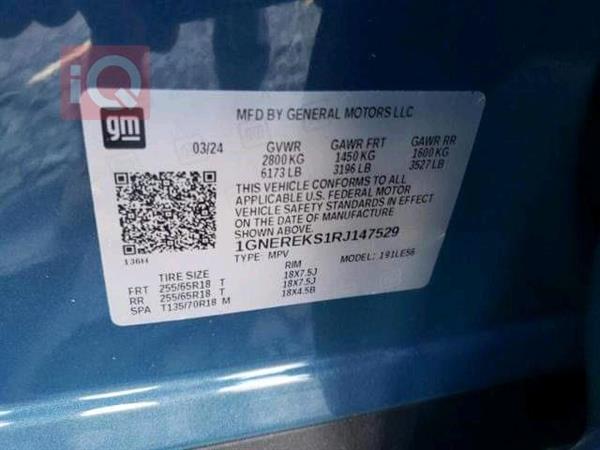 iQ
gm
MFD BY GENERAL MOTORS LLC
03/24 GVWR GAWR FRT GAWR RR
2800 KG 1450 KG 1600 KG
6173 LB 3196 LB 3527 LB
THIS VEHICLE CONFORMS TO ALL
APPLICABLE U.S. FEDERAL MOTOR
VEHICLE SAFETY STANDARDS IN EFFECT
ON THE DATE OF MANUFACTURE
SHOWN ABOVE.
1GNEREKS1RJ147529
TYPE: MPV MODEL: 191LE56
136H
TIRE SIZE RIM
FRT 255/65R18 T 18X7.5J
RR 255/65R18 T 18X7.5J
SPA T135/70R18 M 18X4.5B